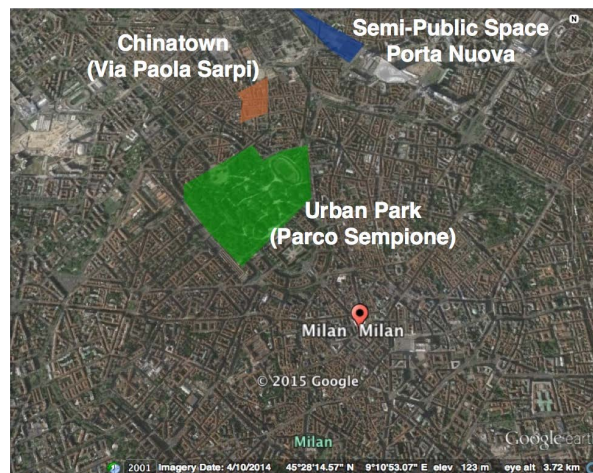 N
Semi-Public Space
Porta Nuova
Chinatown
(Via Paola Sarpi)
Urban Park
(Parco Sempione)
Milan Milan
© 2015 Google
Milan
Google earth
2001 Imagery Date: 4/10/2014 45°28'14.57" N 9°10'53.07" E elev 123 m eye alt 3.72 km